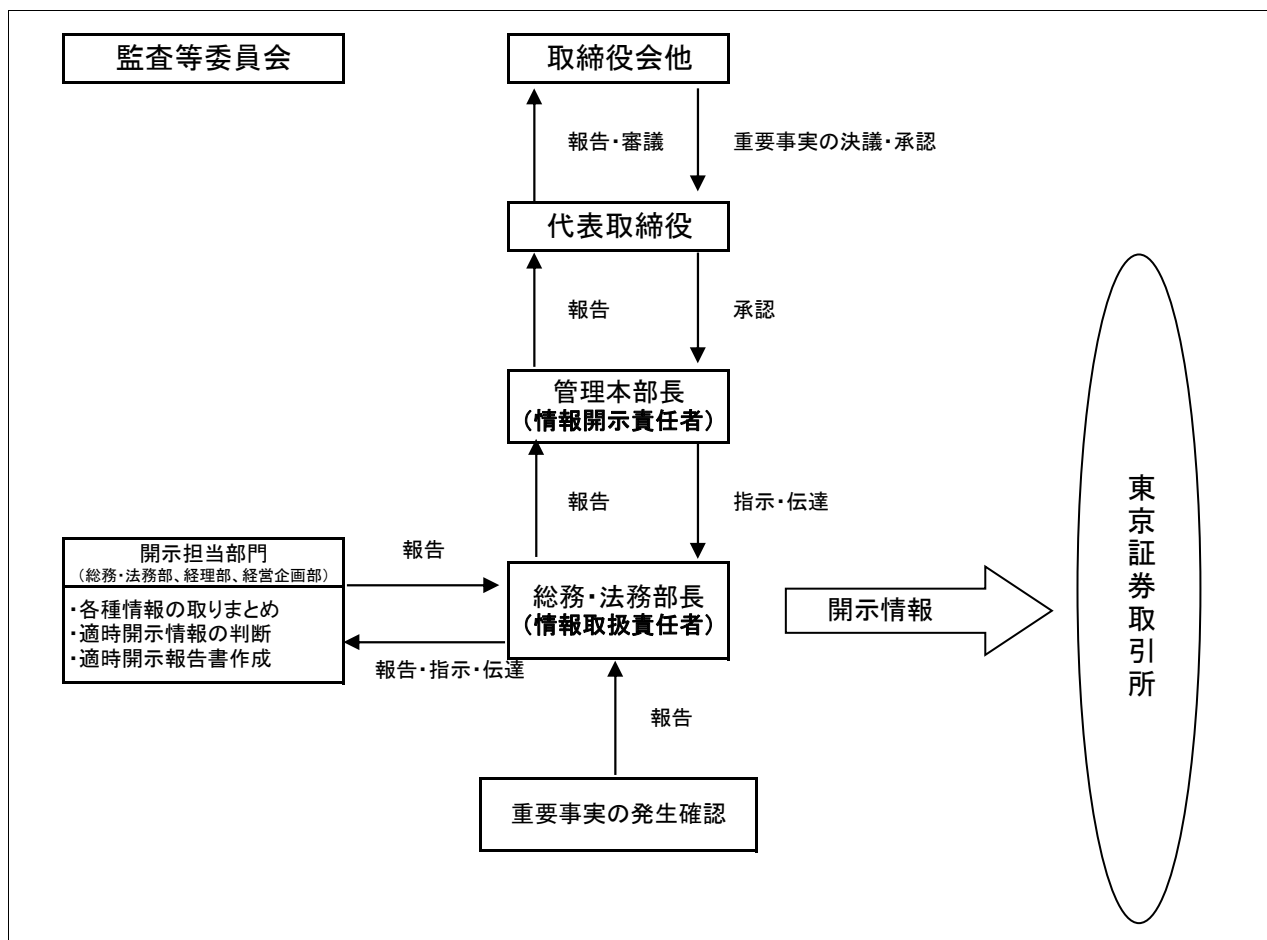 監査等委員会
取締役会他
報告・審議
重要事実の決議・承認
代表取締役
報告
承認
管理本部長
（情報開示責任者）
報告
指示・伝達
開示担当部門
（総務・法務部、経理部、経営企画部）
・各種情報の取りまとめ
・適時開示情報の判断
・適時開示報告書作成
報告
報告・指示・伝達
総務・法務部長
（情報取扱責任者）
開示情報
東京証券取引所
報告
重要事実の発生確認